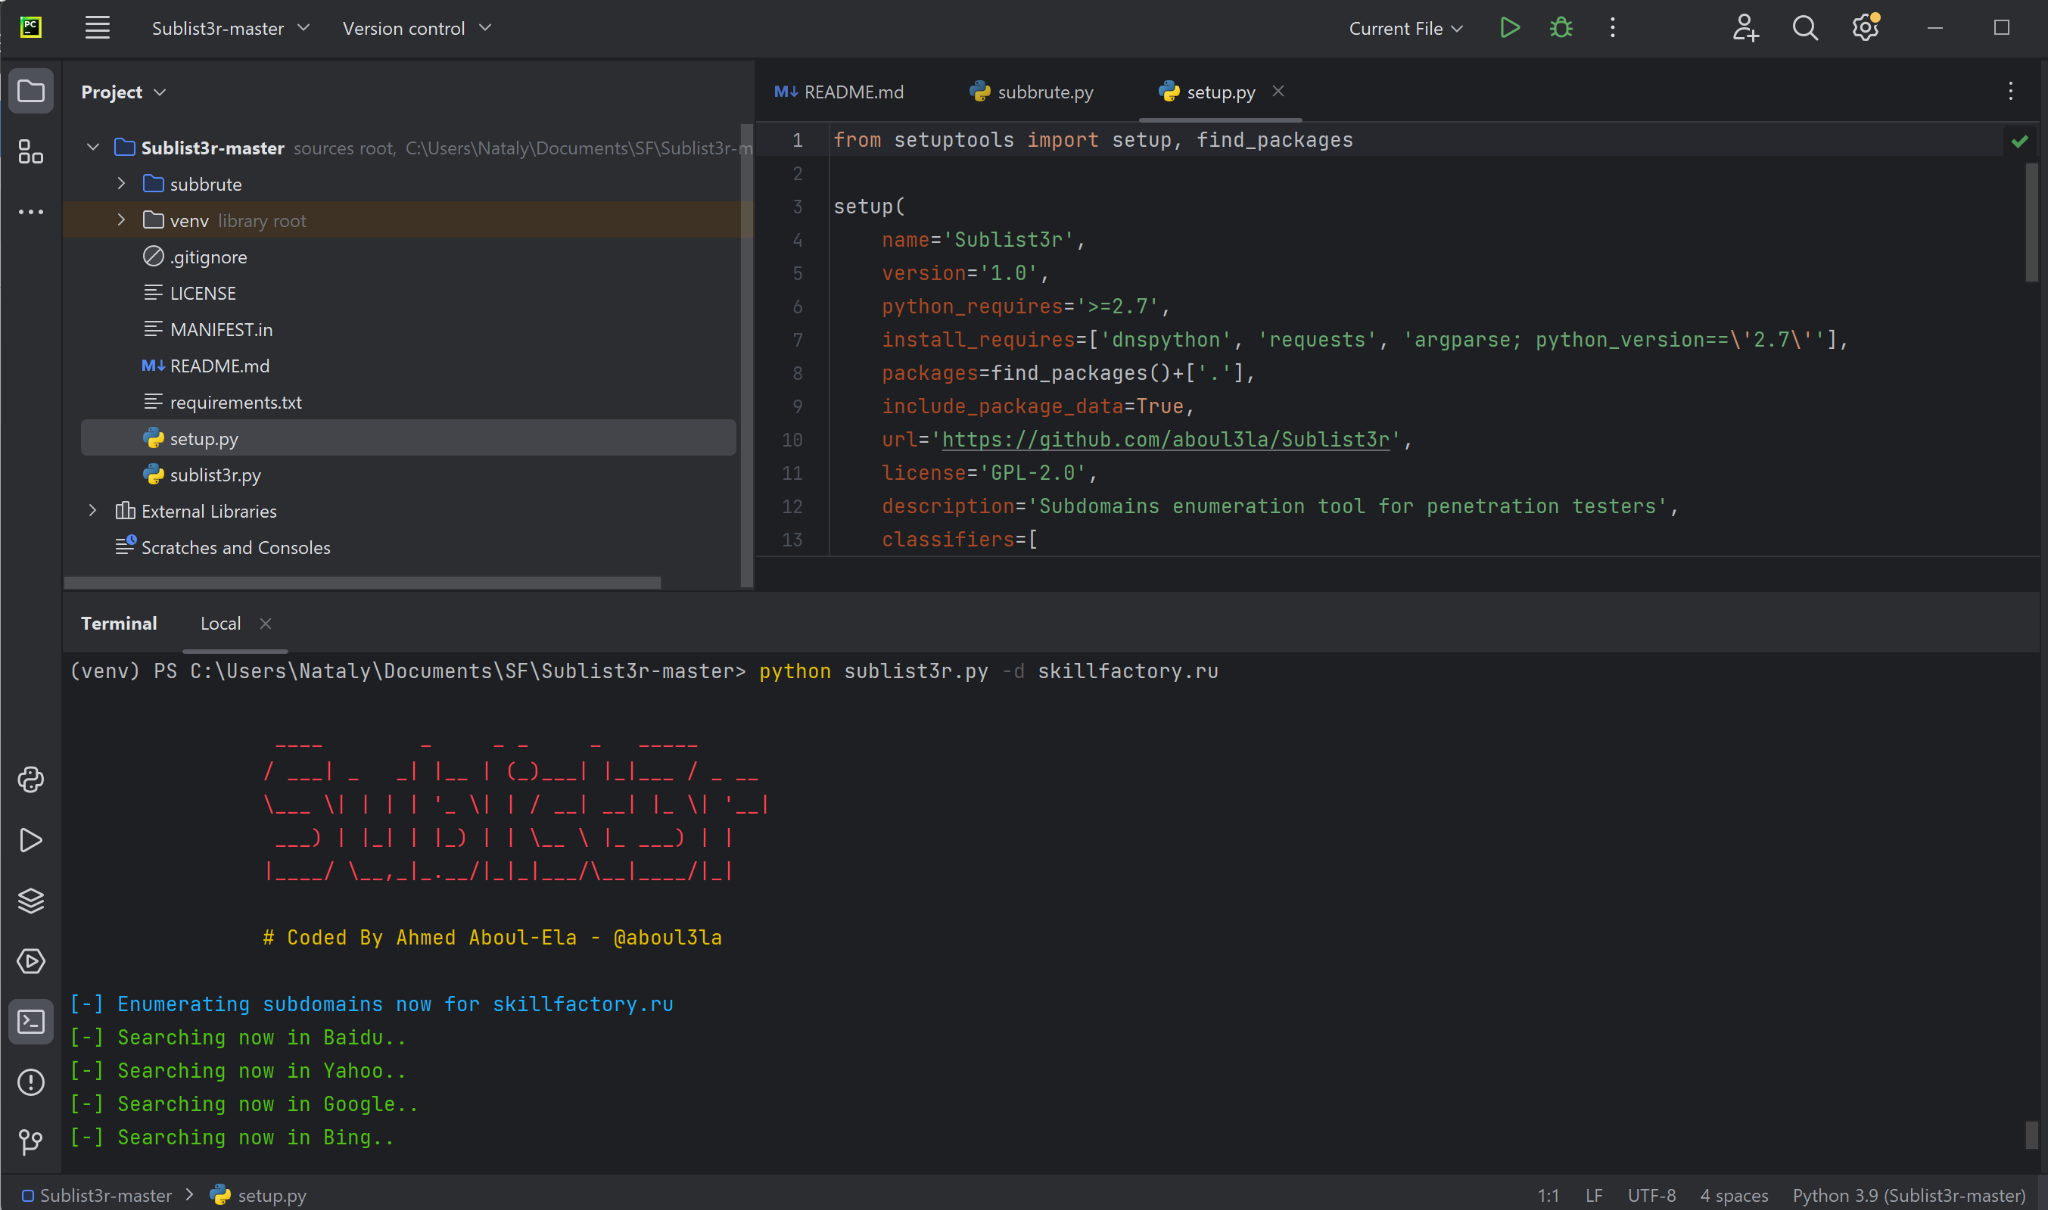 PC
Sublist3r-master
Version control
Current File
Project
README.md
subbrute.py
setup.py
Sublist3r-master sources root, C:\Users\Nataly\Documents\SF\Sublist3r-m
subbrute
venv library root
.gitignore
LICENSE
MANIFEST.in
M↓ README.md
requirements.txt
setup.py
sublist3r.py
External Libraries
Scratches and Consoles
1 from setuptools import setup, find_packages
2
3 setup(
4     name='Sublist3r',
5     version='1.0',
6     python_requires='>=2.7',
7     install_requires=['dnspython', 'requests', 'argparse; python_version==\'2.7\''],
8     packages=find_packages()+['.'],
9     include_package_data=True,
10     url='https://github.com/aboul3la/Sublist3r',
11     license='GPL-2.0',
12     description='Subdomains enumeration tool for penetration testers',
13     classifiers=[
Terminal
Local
(venv) PS C:\Users\Nataly\Documents\SF\Sublist3r-master> python sublist3r.py -d skillfactory.ru
Sublist3r
# Coded By Ahmed Aboul-Ela - @aboul3la
[-] Enumerating subdomains now for skillfactory.ru
[-] Searching now in Baidu..
[-] Searching now in Yahoo..
[-] Searching now in Google..
[-] Searching now in Bing..
Sublist3r-master > setup.py
1:1 LF UTF-8 4 spaces Python 3.9 (Sublist3r-master)